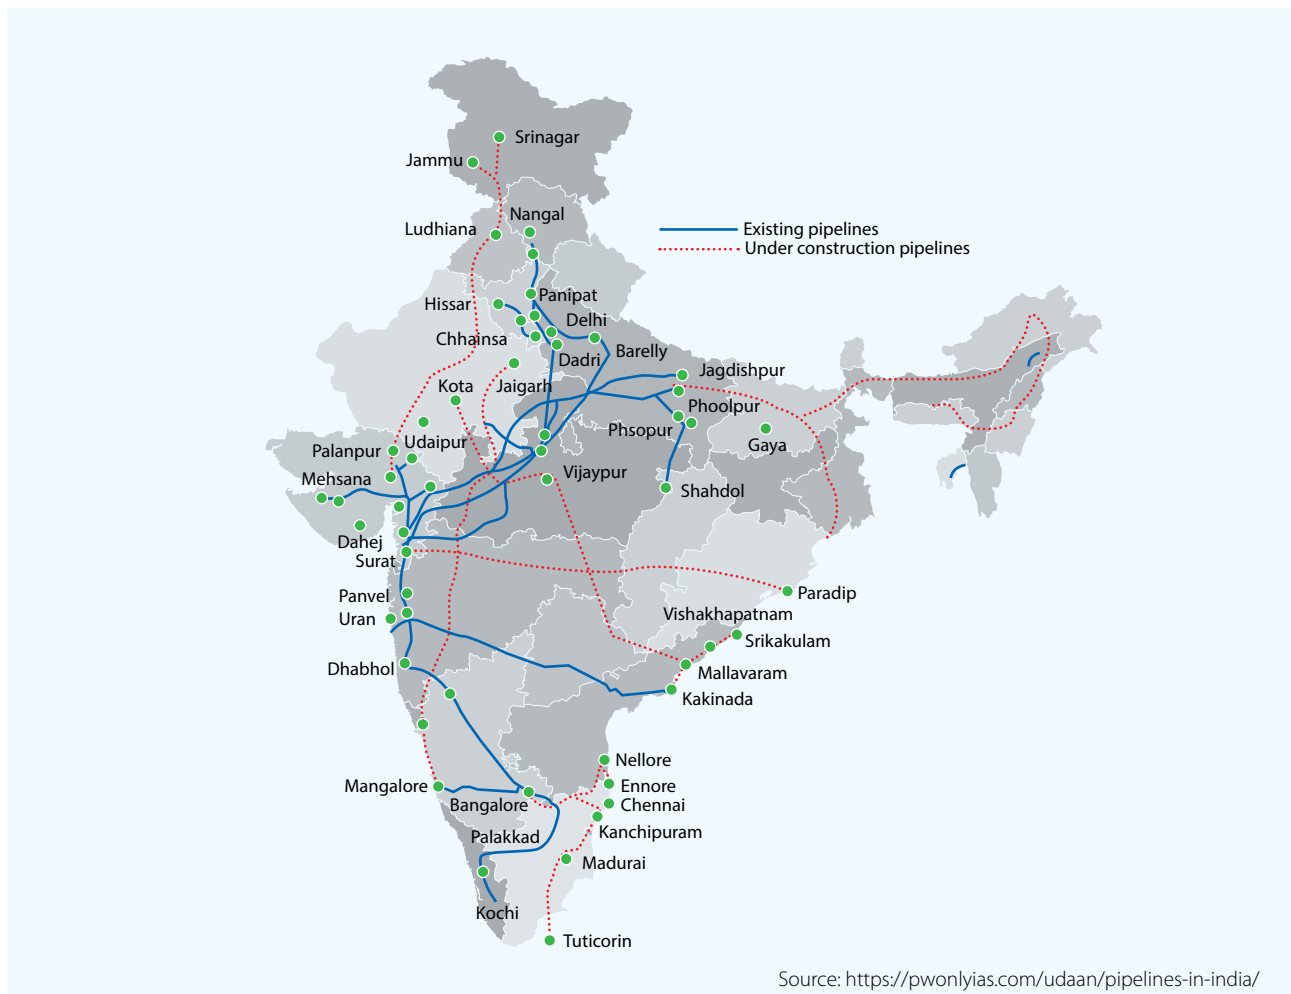 Srinagar
Jammu
Nangal
Ludhiana
Existing pipelines
Under construction pipelines
Panipat
Hissar
Delhi
Chhainsa
Barelly
Dadri
Jagdishpur
Kota
Jaigarh
Phoolpur
Phsopur
Udaipur
Gaya
Palanpur
Vijaypur
Mehsana
Shahdol
Dahej
Surat
Panvel
Paradip
Uran
Vishakhapatnam
Srikakulam
Dhabhol
Mallavaram
Kakinada
Nellore
Mangalore
Ennore
Bangalore
Chennai
Kanchipuram
Palakkad
Madurai
Kochi
Tuticorin
Source: https://pwonlyias.com/udaan/pipelines-in-india/